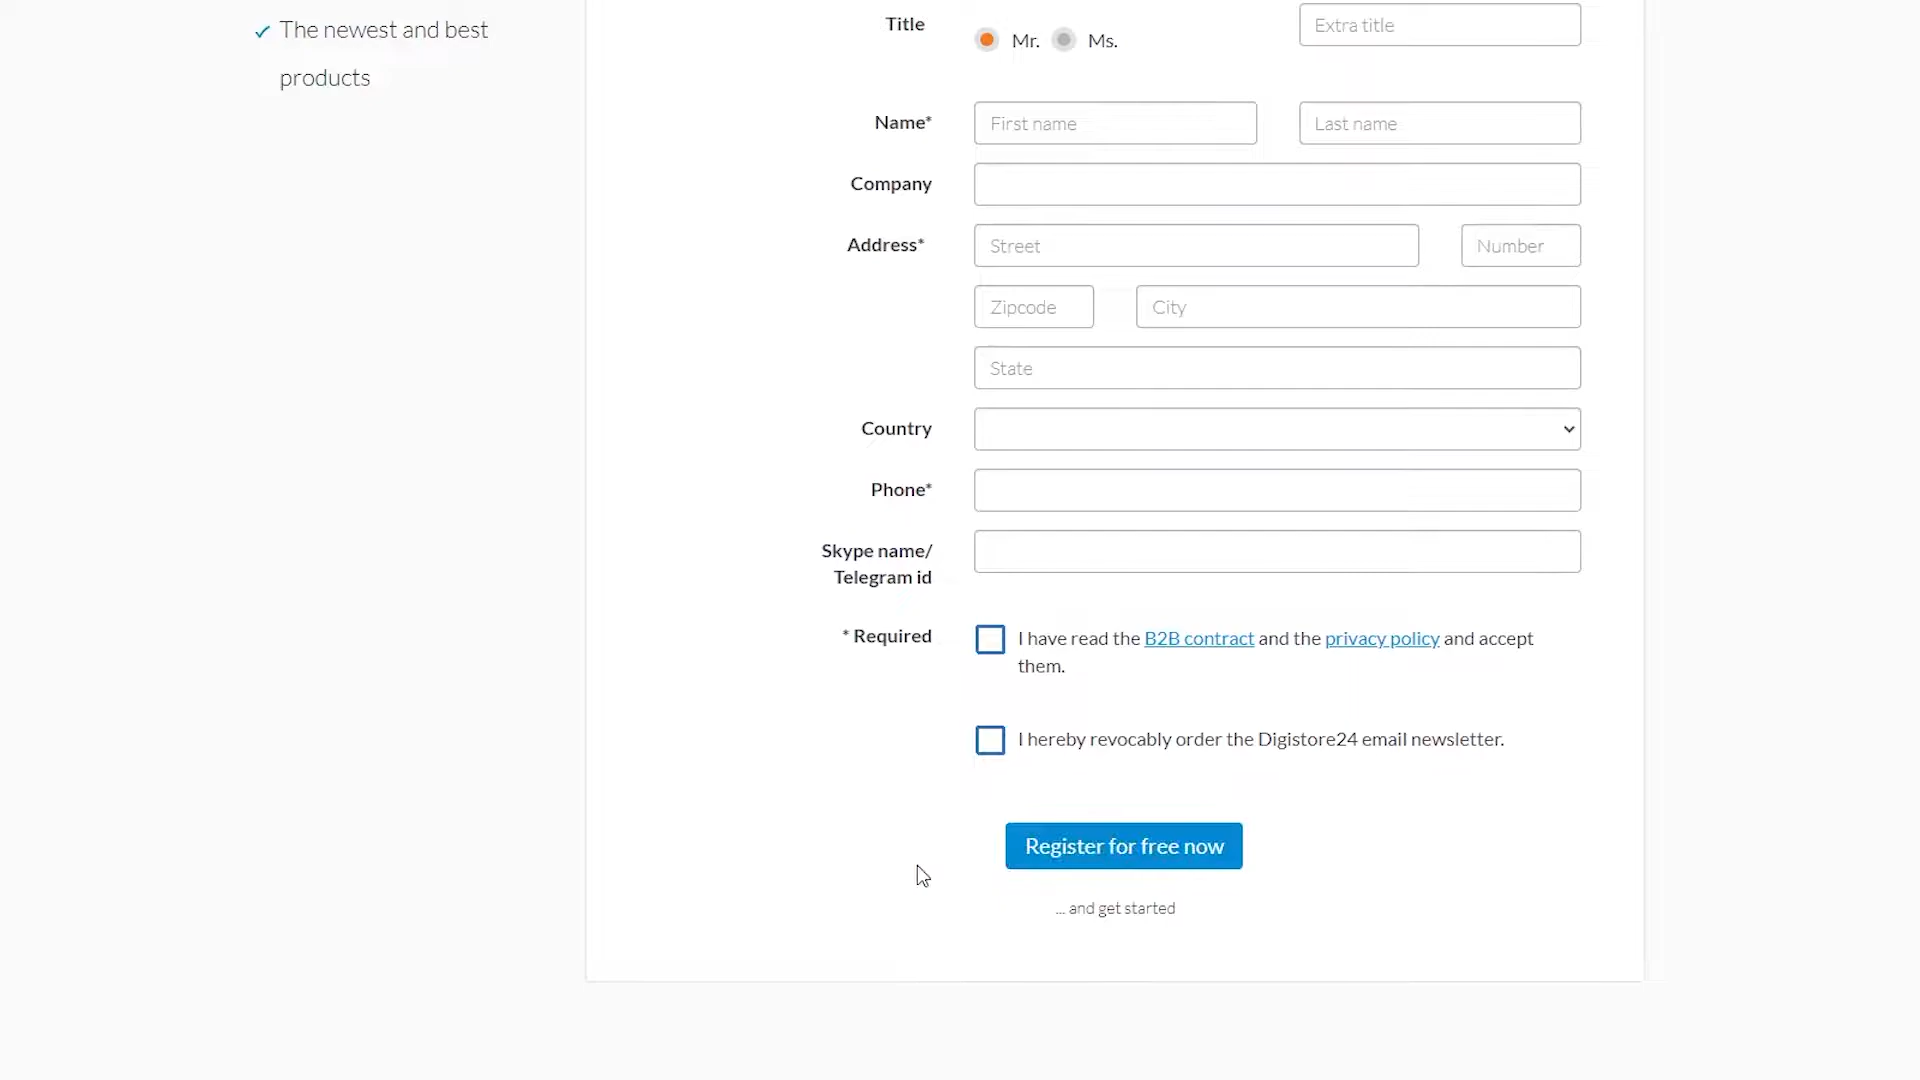 The newest and best
products
Title
Mr.
Ms.
Extra title
Name*
First name
Last name
Company
Address*
Street
Number
Zipcode
City
State
Country
Phone*
Skype name/
Telegram id
* Required
I have read the B2B contract and the privacy policy and accept
them.
I hereby revocably order the Digistore24 email newsletter.
Register for free now
... and get started